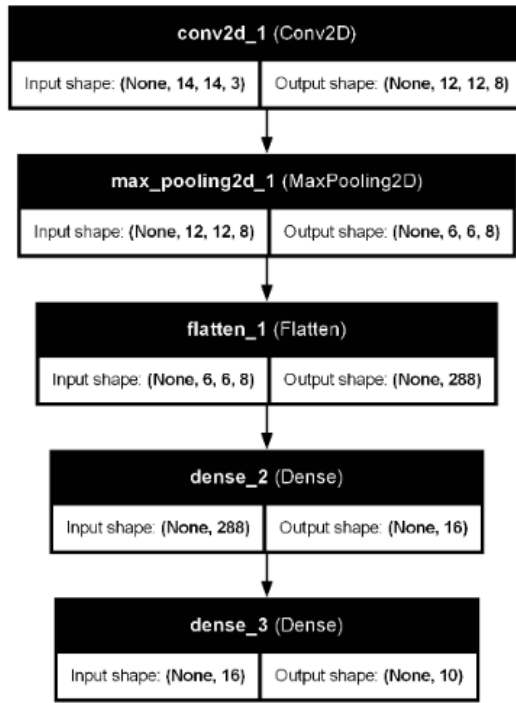 conv2d_1 (Conv2D)
Input shape: (None, 14, 14, 3) Output shape: (None, 12, 12, 8)
max_pooling2d_1 (MaxPooling2D)
Input shape: (None, 12, 12, 8) Output shape: (None, 6, 6, 8)
flatten_1 (Flatten)
Input shape: (None, 6, 6, 8) Output shape: (None, 288)
dense_2 (Dense)
Input shape: (None, 288) Output shape: (None, 16)
dense_3 (Dense)
Input shape: (None, 16) Output shape: (None, 10)